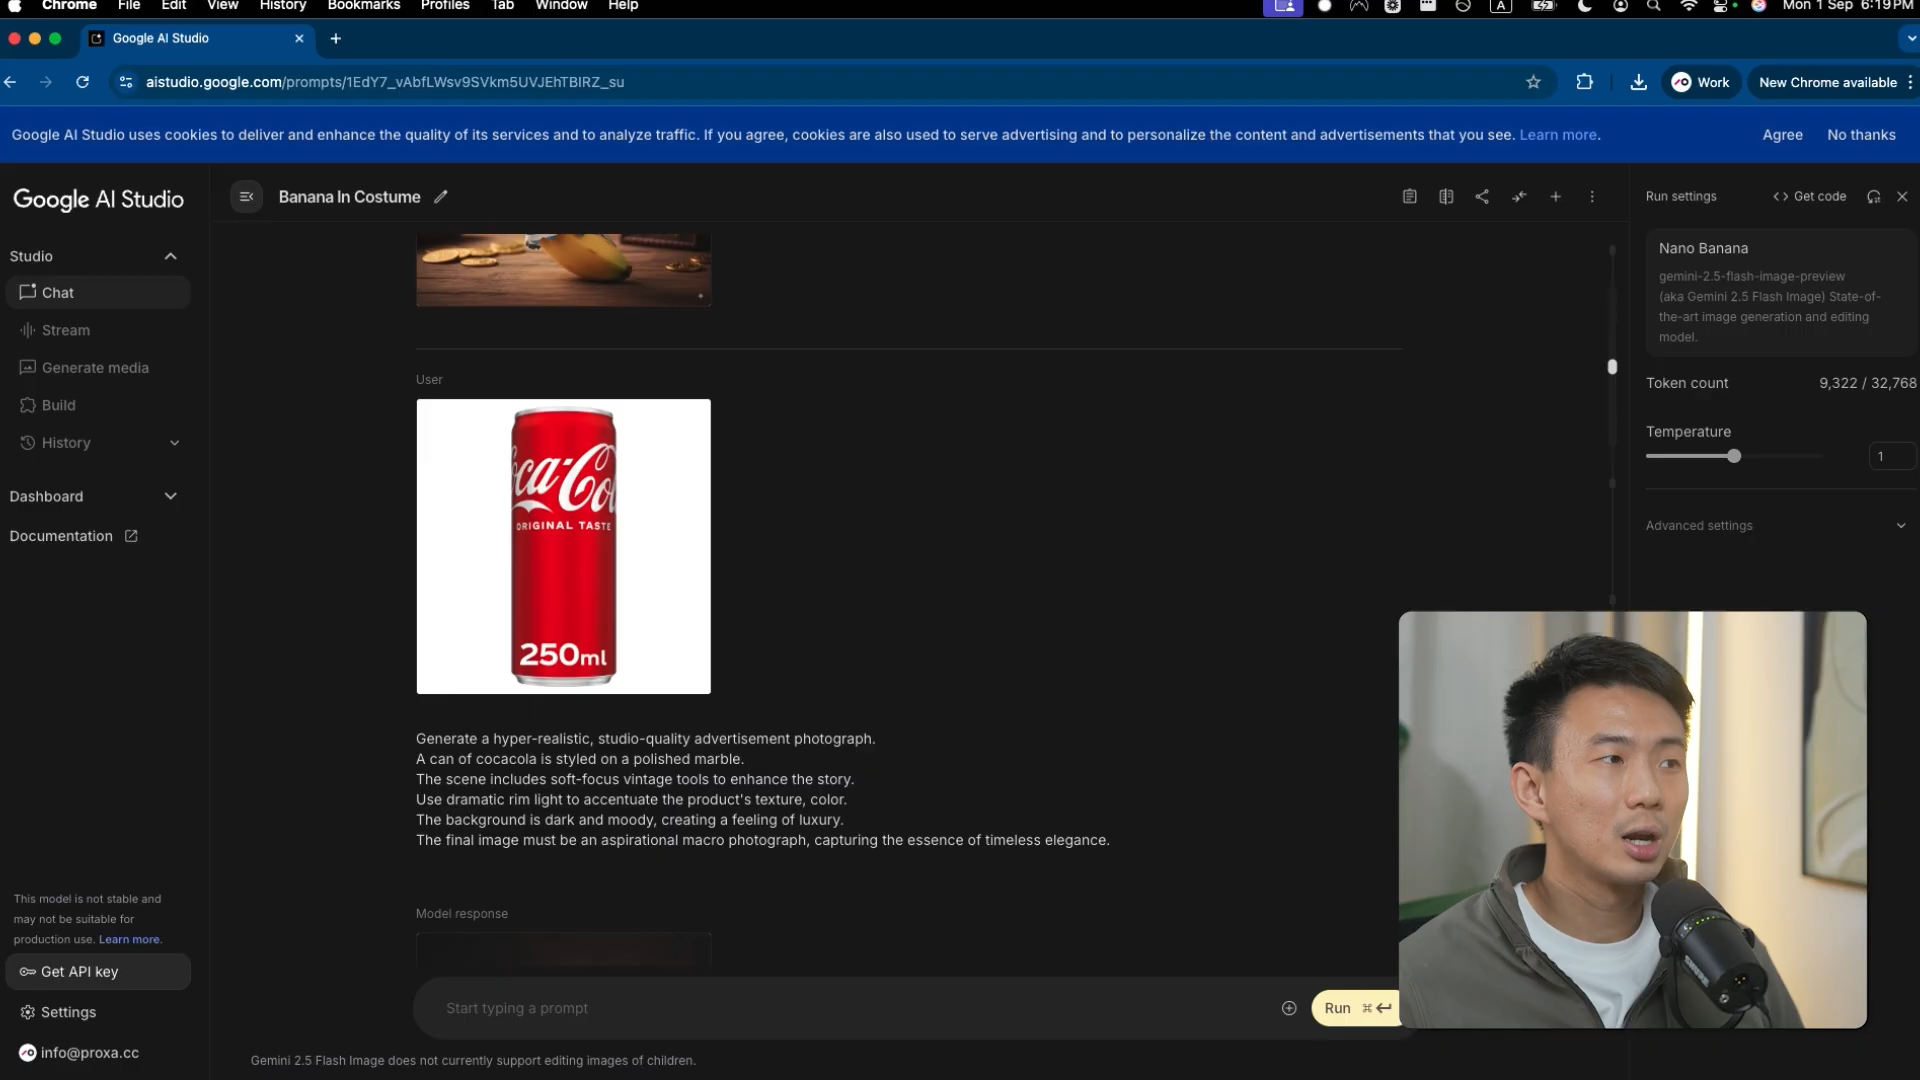 Chrome File Edit View History Bookmarks Profiles Tab Window Help A Mon 1 Sep 6:19 PM
Google AI Studio
aistudio.google.com/prompts/1EdY7_vAbfLWsv9SVkm5UVJEhTBIRZ_su Work New Chrome available
Google AI Studio uses cookies to deliver and enhance the quality of its services and to analyze traffic. If you agree, cookies are also used to serve advertising and to personalize the content and advertisements that you see. Learn more. Agree No thanks
Google AI Studio
Banana In Costume
Run settings <> Get code
Studio
Chat
Stream
Generate media
Build
History
Dashboard
Documentation
User
Coca-Cola
ORIGINAL TASTE
250ml
Generate a hyper-realistic, studio-quality advertisement photograph.
A can of cocacola is styled on a polished marble.
The scene includes soft-focus vintage tools to enhance the story.
Use dramatic rim light to accentuate the product's texture, color.
The background is dark and moody, creating a feeling of luxury.
The final image must be an aspirational macro photograph, capturing the essence of timeless elegance.
Model response
Start typing a prompt
Run ⌘ ↵
Gemini 2.5 Flash Image does not currently support editing images of children.
Nano Banana
gemini-2.5-flash-image-preview
(aka Gemini 2.5 Flash Image) State-of-
the-art image generation and editing
model.
Token count 9,322 / 32,768
Temperature
1
Advanced settings
This model is not stable and
may not be suitable for
production use. Learn more.
Get API key
Settings
info@proxa.cc